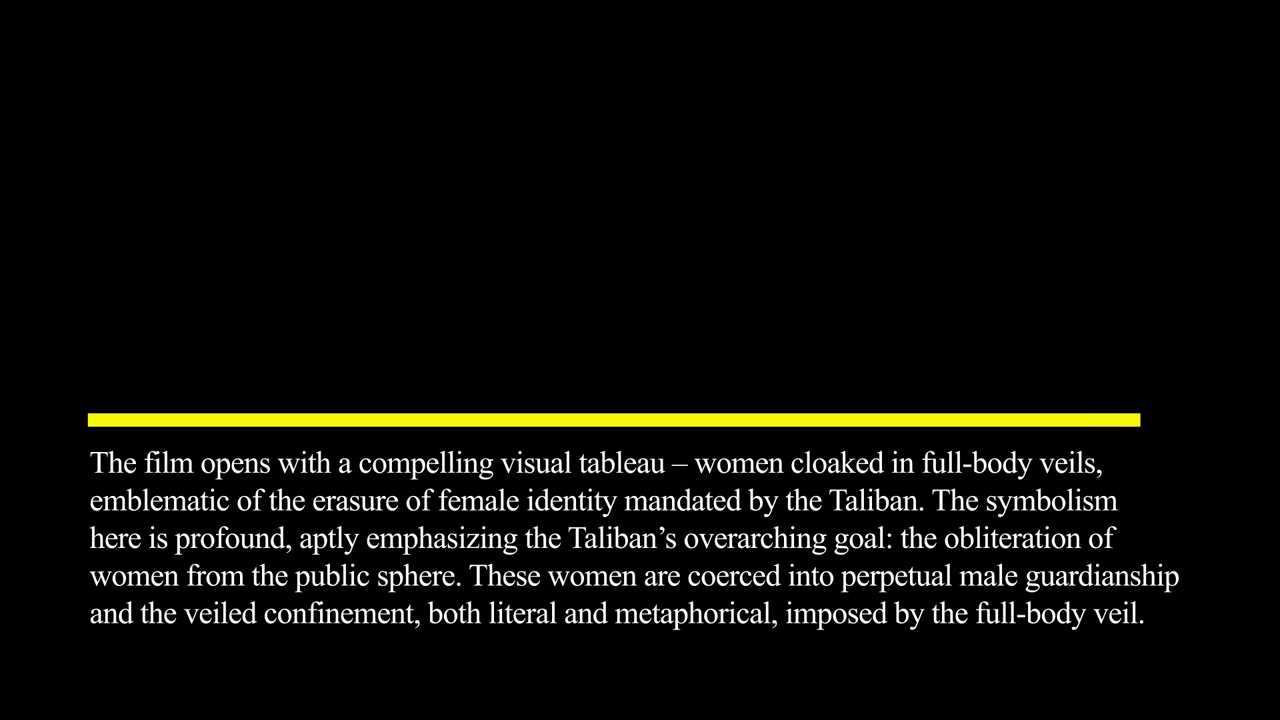 The film opens with a compelling visual tableau – women cloaked in full-body veils,
emblematic of the erasure of female identity mandated by the Taliban. The symbolism
here is profound, aptly emphasizing the Taliban’s overarching goal: the obliteration of
women from the public sphere. These women are coerced into perpetual male guardianship
and the veiled confinement, both literal and metaphorical, imposed by the full-body veil.